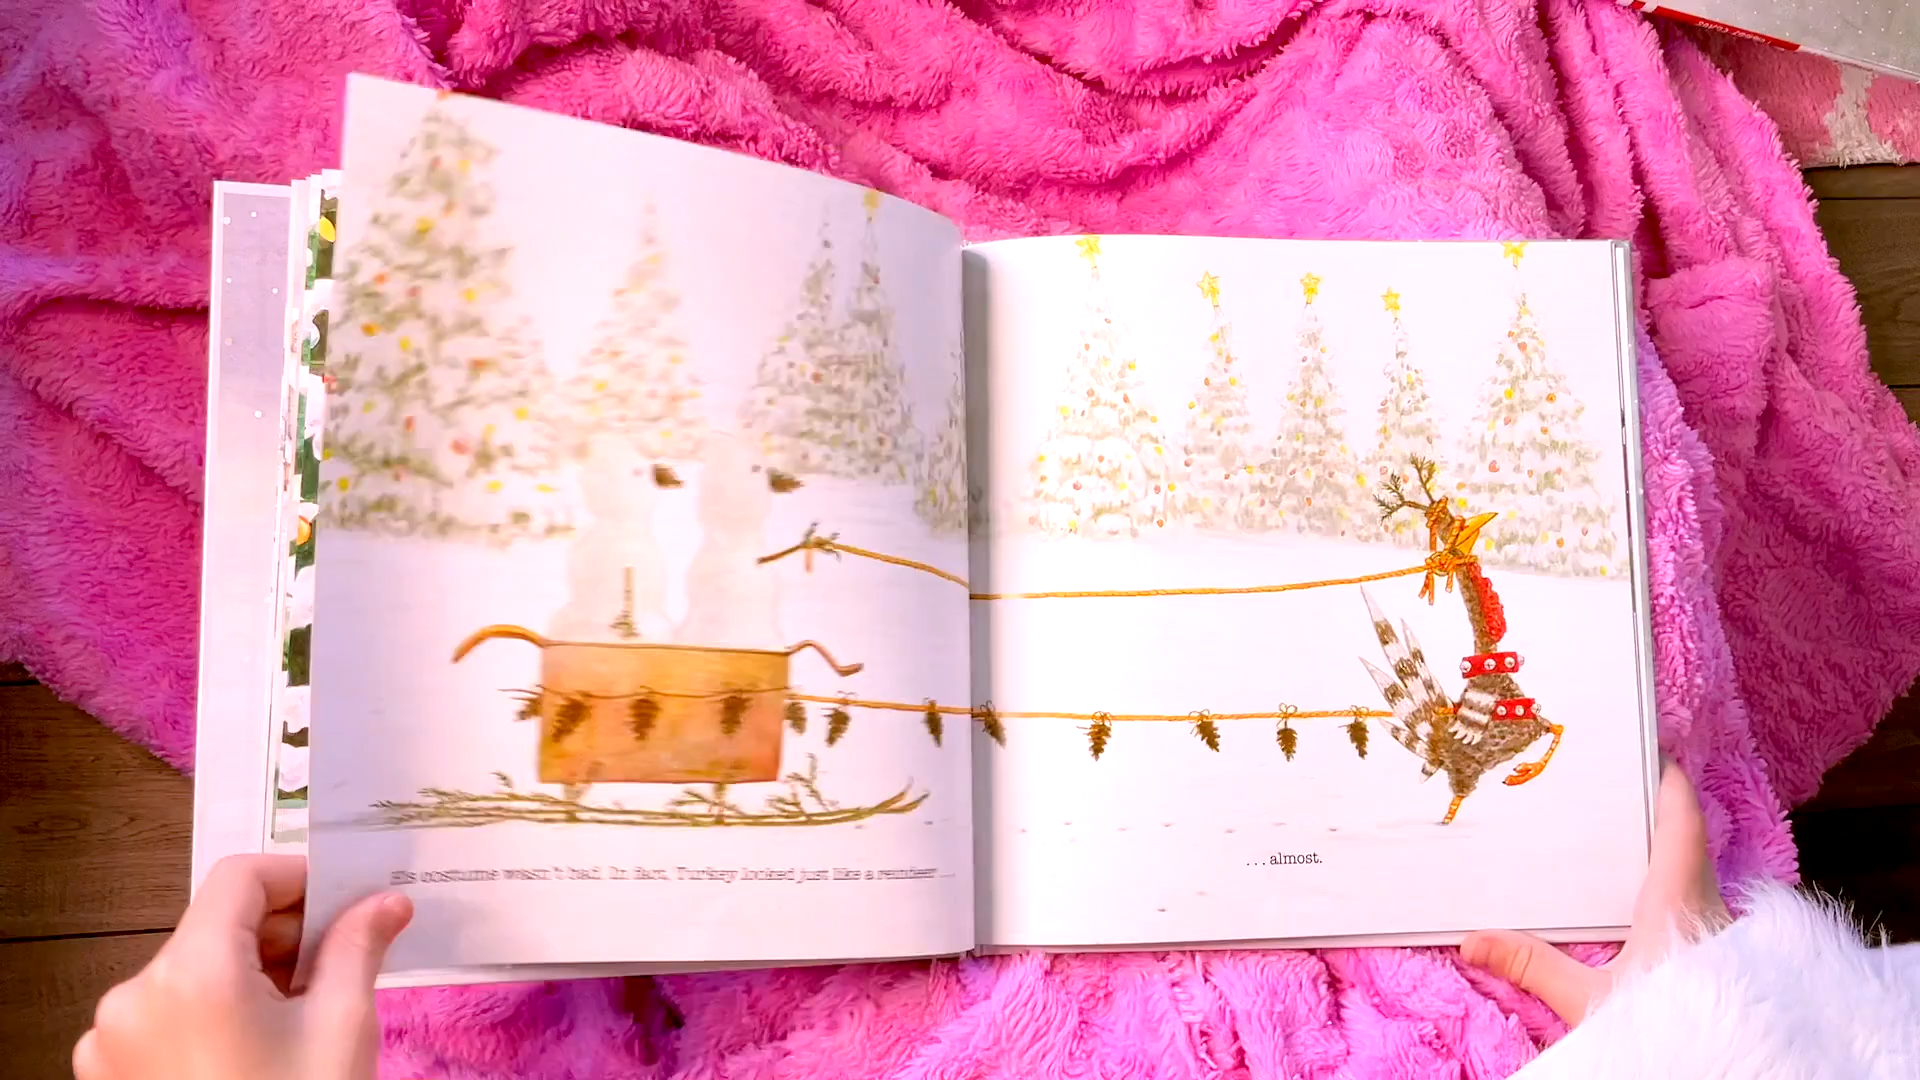 His costume wasn't bad. In fact, Turkey looked just like a reindeer ...
... almost.